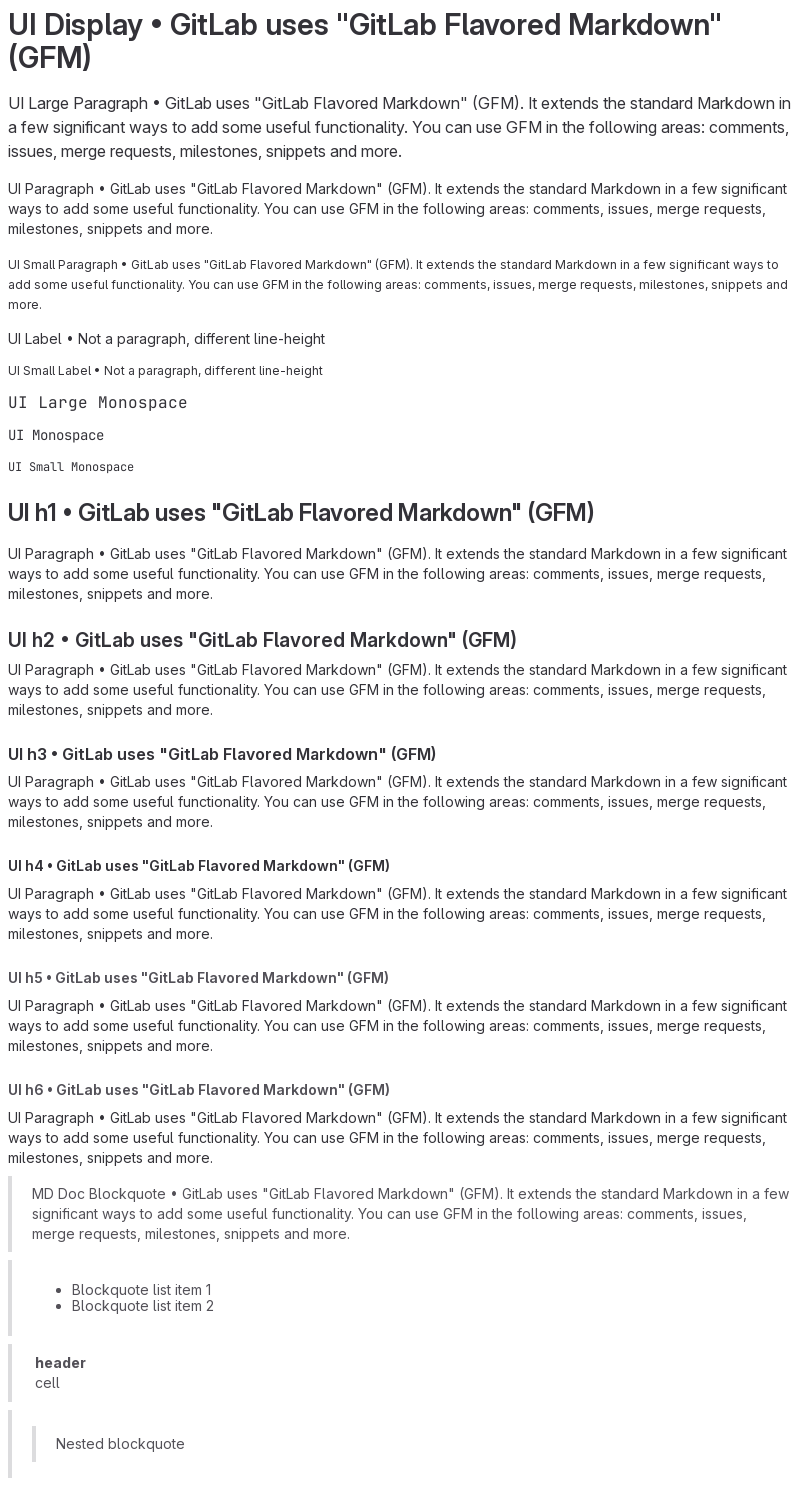 UI Display • GitLab uses "GitLab Flavored Markdown"
(GFM)
UI Large Paragraph • GitLab uses "GitLab Flavored Markdown" (GFM). It extends the standard Markdown in
a few significant ways to add some useful functionality. You can use GFM in the following areas: comments,
issues, merge requests, milestones, snippets and more.
UI Paragraph • GitLab uses "GitLab Flavored Markdown" (GFM). It extends the standard Markdown in a few significant
ways to add some useful functionality. You can use GFM in the following areas: comments, issues, merge requests,
milestones, snippets and more.
UI Small Paragraph • GitLab uses "GitLab Flavored Markdown" (GFM). It extends the standard Markdown in a few significant ways to
add some useful functionality. You can use GFM in the following areas: comments, issues, merge requests, milestones, snippets and
more.
UI Label • Not a paragraph, different line-height
UI Small Label • Not a paragraph, different line-height
UI Large Monospace
UI Monospace
UI Small Monospace
UI h1 • GitLab uses "GitLab Flavored Markdown" (GFM)
UI Paragraph • GitLab uses "GitLab Flavored Markdown" (GFM). It extends the standard Markdown in a few significant
ways to add some useful functionality. You can use GFM in the following areas: comments, issues, merge requests,
milestones, snippets and more.
UI h2 • GitLab uses "GitLab Flavored Markdown" (GFM)
UI Paragraph • GitLab uses "GitLab Flavored Markdown" (GFM). It extends the standard Markdown in a few significant
ways to add some useful functionality. You can use GFM in the following areas: comments, issues, merge requests,
milestones, snippets and more.
UI h3 • GitLab uses "GitLab Flavored Markdown" (GFM)
UI Paragraph • GitLab uses "GitLab Flavored Markdown" (GFM). It extends the standard Markdown in a few significant
ways to add some useful functionality. You can use GFM in the following areas: comments, issues, merge requests,
milestones, snippets and more.
UI h4 • GitLab uses "GitLab Flavored Markdown" (GFM)
UI Paragraph • GitLab uses "GitLab Flavored Markdown" (GFM). It extends the standard Markdown in a few significant
ways to add some useful functionality. You can use GFM in the following areas: comments, issues, merge requests,
milestones, snippets and more.
UI h5 • GitLab uses "GitLab Flavored Markdown" (GFM)
UI Paragraph • GitLab uses "GitLab Flavored Markdown" (GFM). It extends the standard Markdown in a few significant
ways to add some useful functionality. You can use GFM in the following areas: comments, issues, merge requests,
milestones, snippets and more.
UI h6 • GitLab uses "GitLab Flavored Markdown" (GFM)
UI Paragraph • GitLab uses "GitLab Flavored Markdown" (GFM). It extends the standard Markdown in a few significant
ways to add some useful functionality. You can use GFM in the following areas: comments, issues, merge requests,
milestones, snippets and more.
MD Doc Blockquote • GitLab uses "GitLab Flavored Markdown" (GFM). It extends the standard Markdown in a few
significant ways to add some useful functionality. You can use GFM in the following areas: comments, issues,
merge requests, milestones, snippets and more.
• Blockquote list item 1
• Blockquote list item 2
header
cell
Nested blockquote